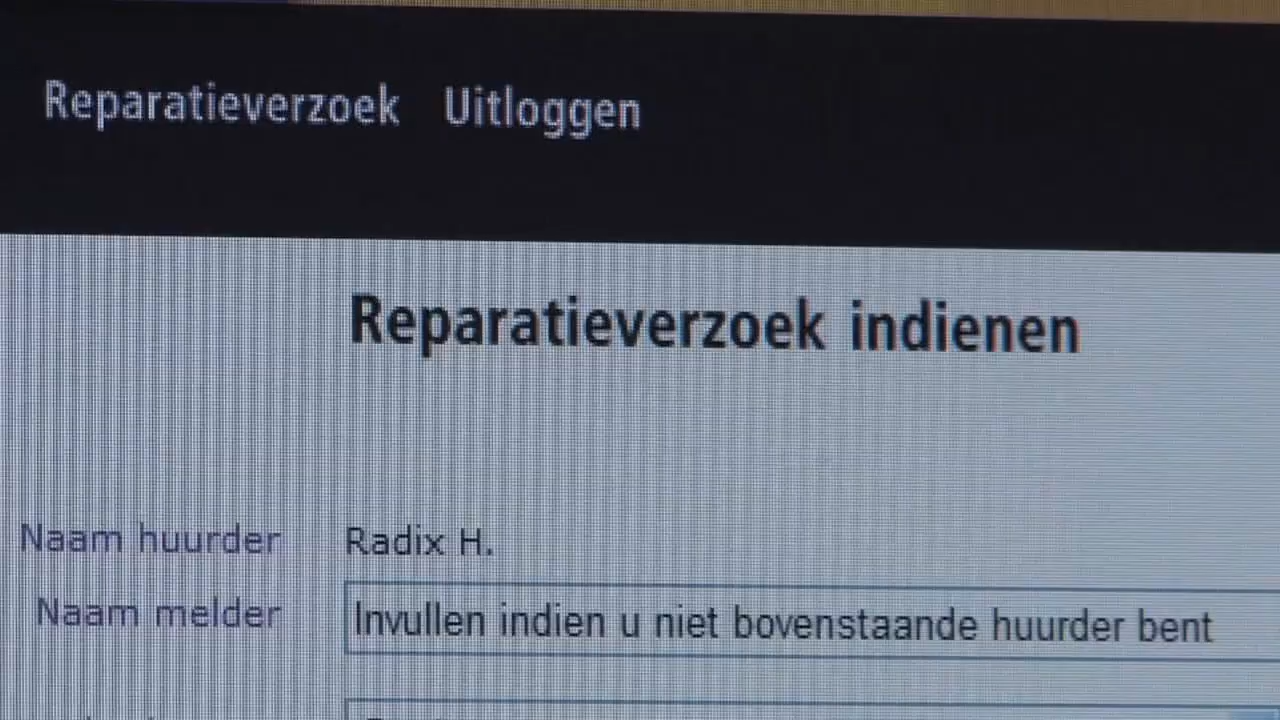 Reparatieverzoek Uitloggen
Reparatieverzoek indienen
Naam huurder Radix H.
Naam melder Invullen indien u niet bovenstaande huurder bent